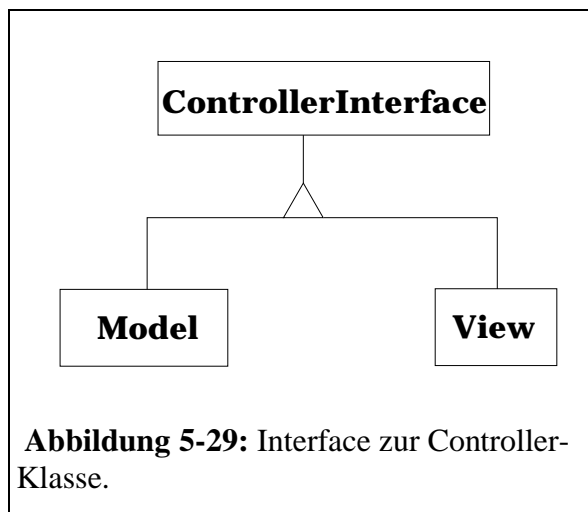 ControllerInterface
Model
View
Abbildung 5-29: Interface zur Controller-
Klasse.